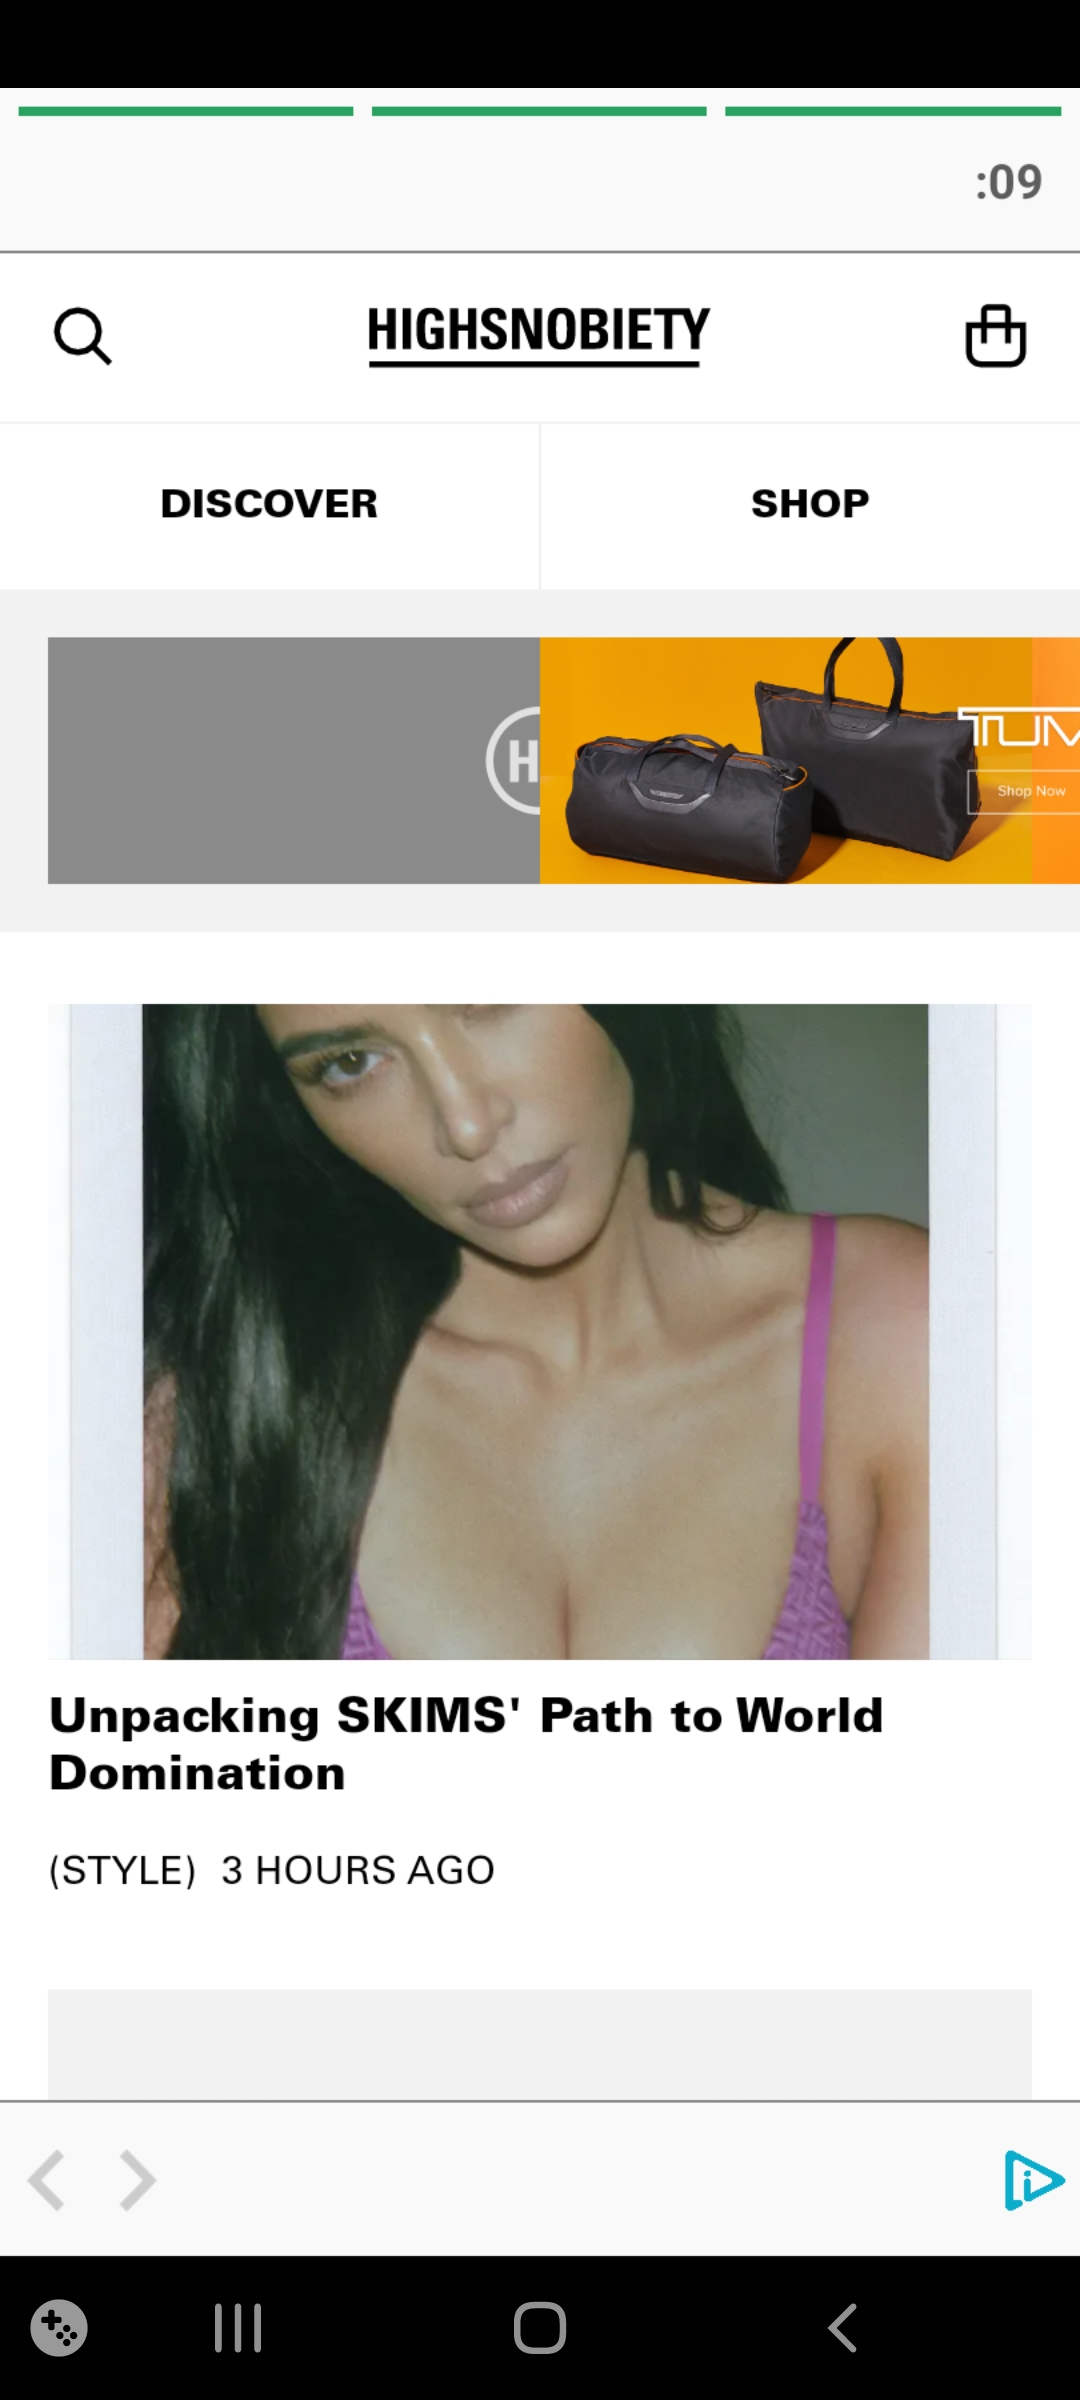 :09
HIGHSNOBIETY
DISCOVER
SHOP
H
TUM
Shop Now
Unpacking SKIMS' Path to World
Domination
(STYLE) 3 HOURS AGO